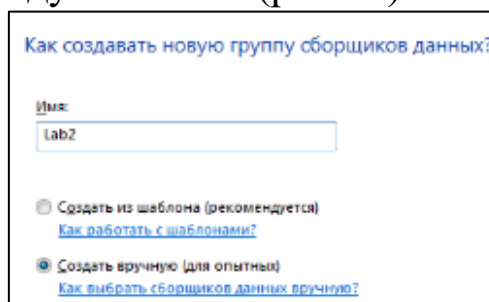 Как создавать новую группу сборщиков данных?
Имя:
Lab2
Создать из шаблона (рекомендуется)
Как работать с шаблонами?
Создать вручную (для опытных)
Как выбрать сборщиков данных вручную?